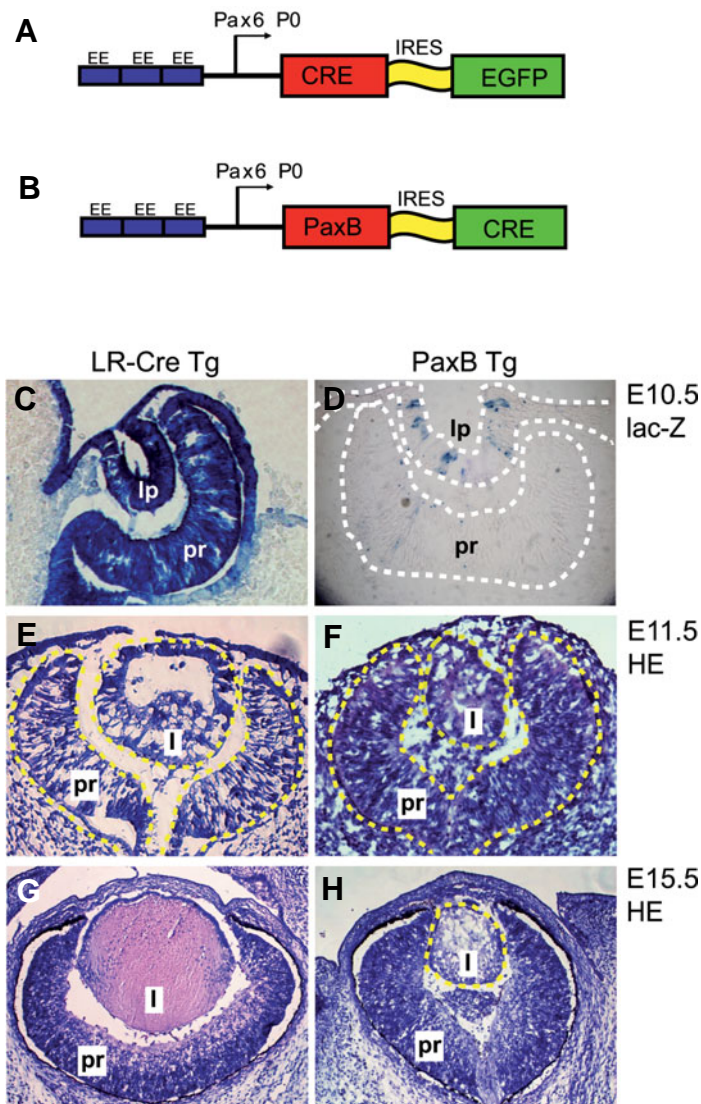 A
Pax6 P0
EE EE EE
IRES
CRE
EGFP
B
Pax6 P0
EE EE EE
IRES
PaxB
CRE
LR-Cre Tg
PaxB Tg
C
lp
pr
D
lp
pr
E10.5
lac-Z
E
l
pr
F
l
pr
E11.5
HE
G
l
pr
H
l
pr
E15.5
HE